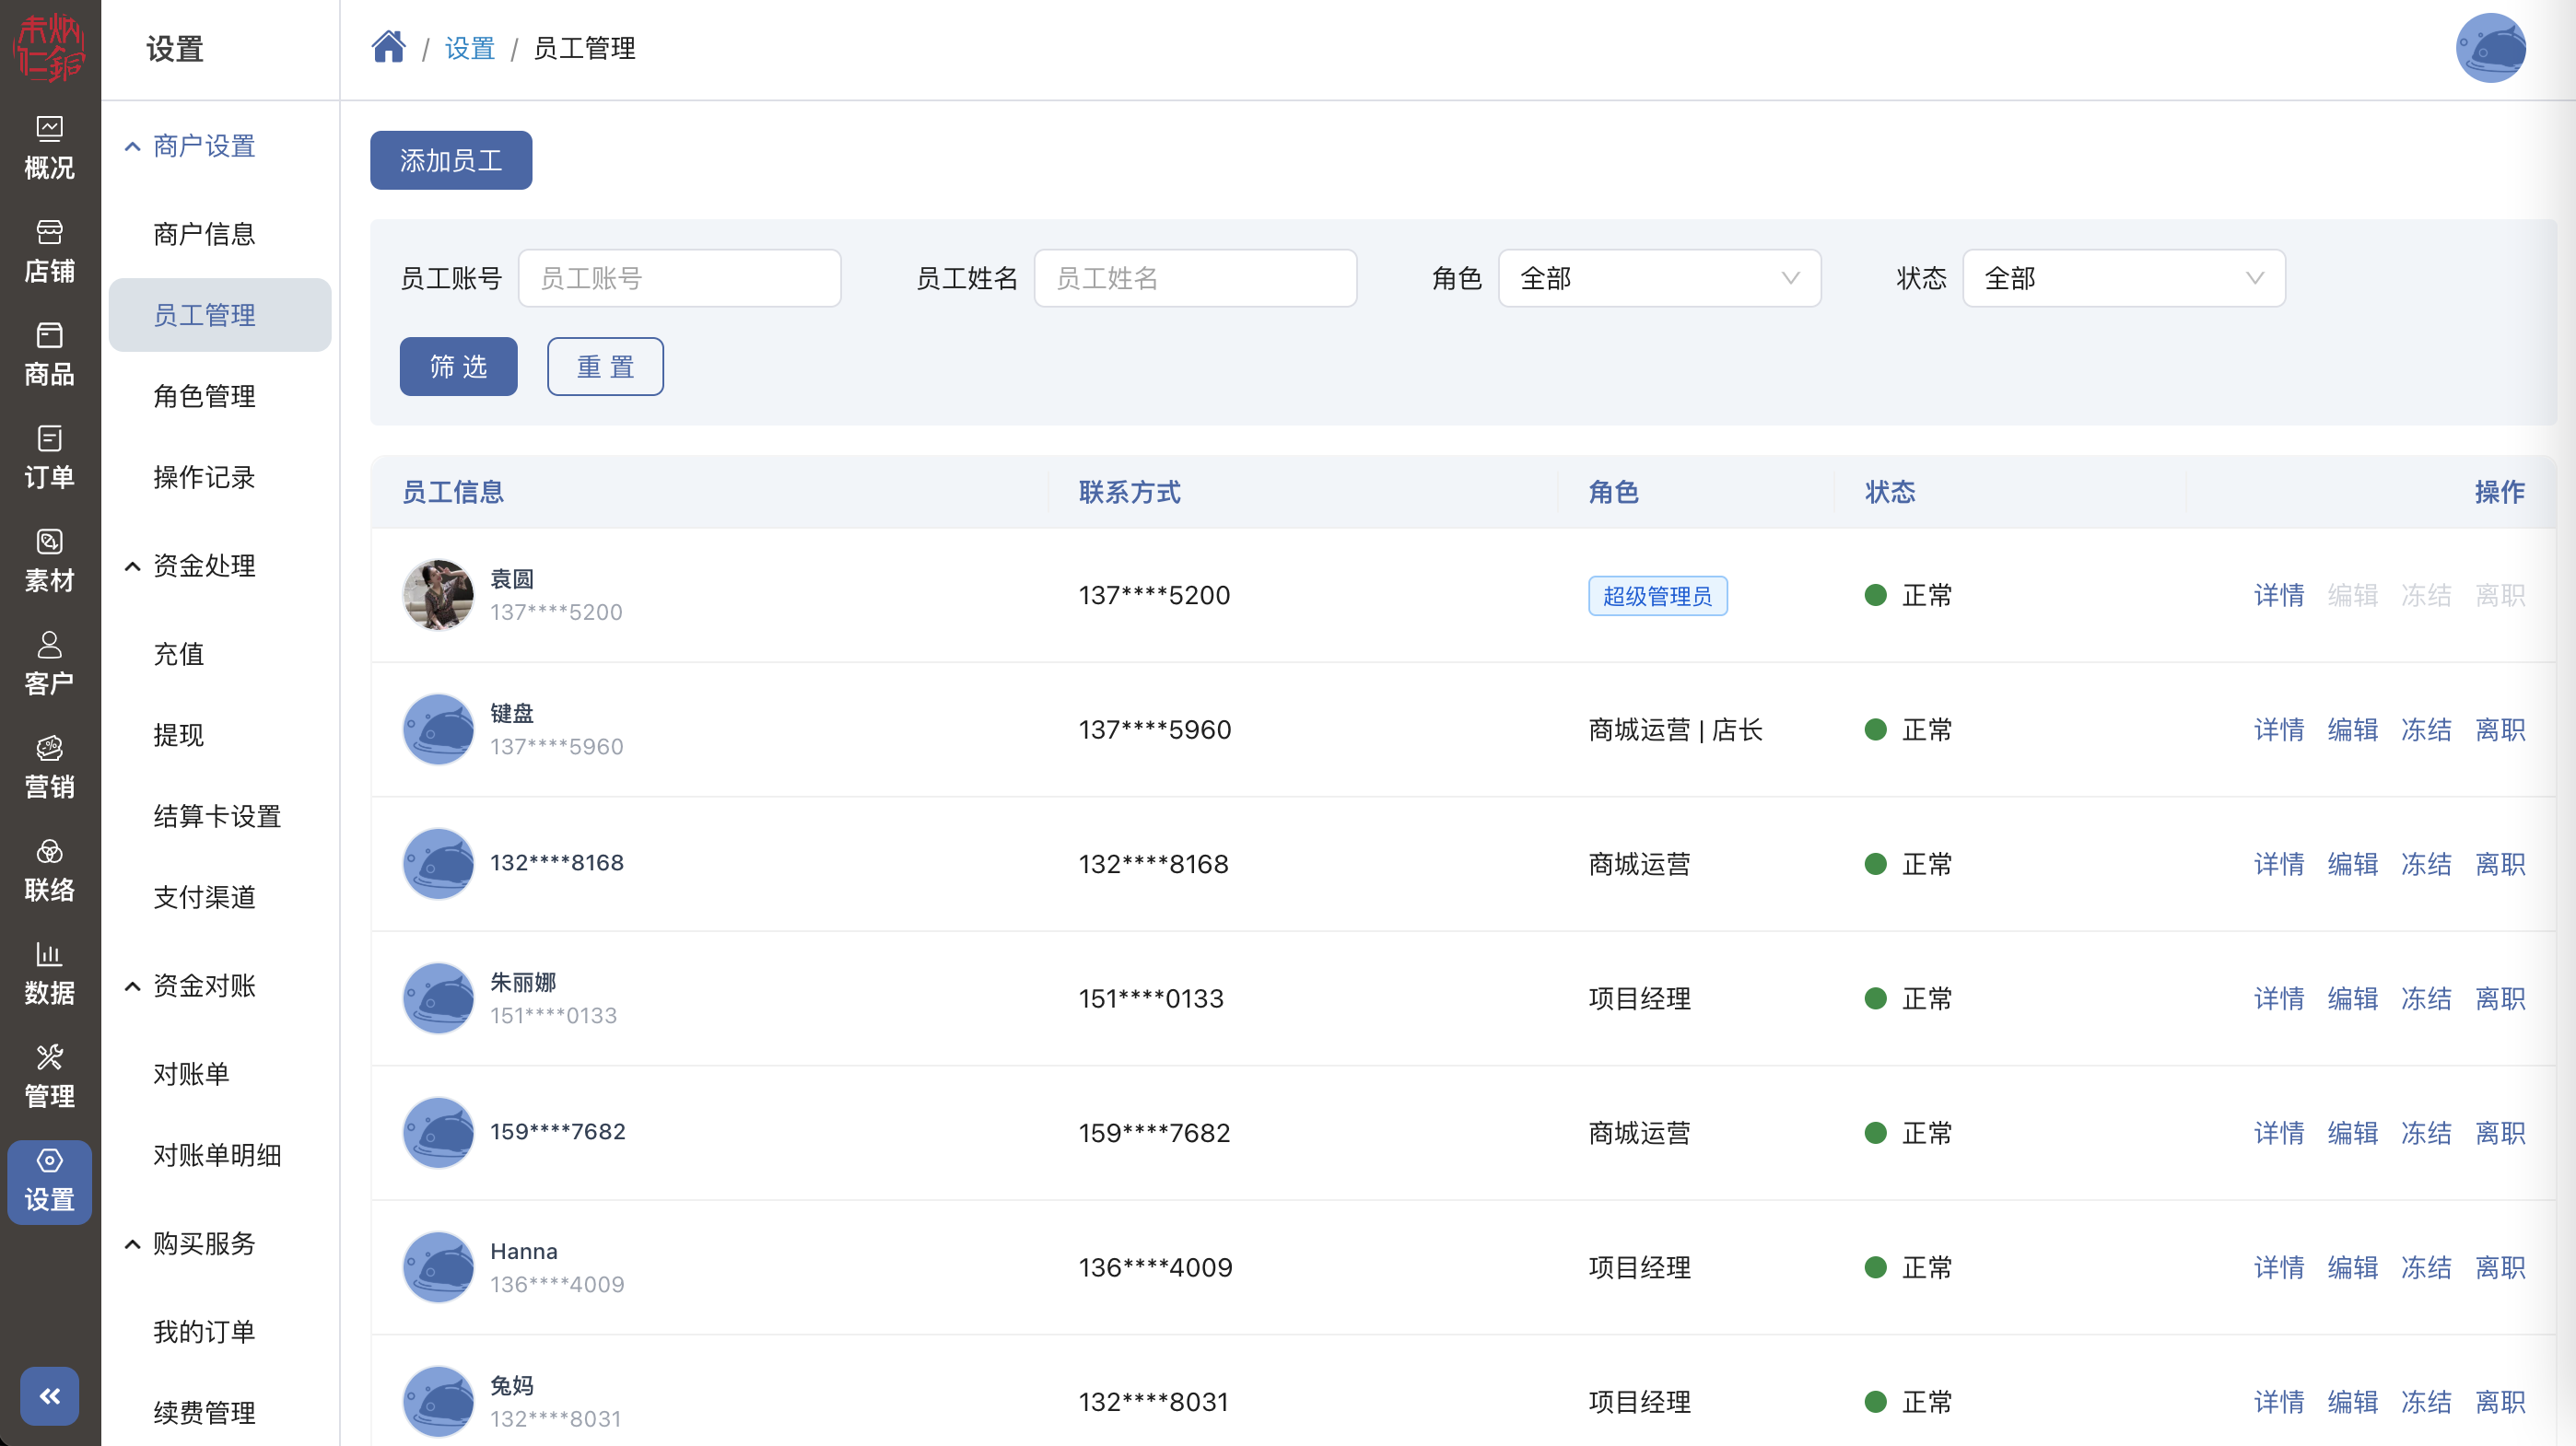 设置
/ 设置 / 员工管理
概况
店铺
商品
订单
素材
客户
营销
联络
数据
管理
设置
商户设置
商户信息
员工管理
角色管理
操作记录
资金处理
充值
提现
结算卡设置
支付渠道
资金对账
对账单
对账单明细
购买服务
我的订单
续费管理
添加员工
员工账号 员工账号 员工姓名 员工姓名 角色 全部 状态 全部
筛选 重置
员工信息 联系方式 角色 状态 操作
袁圆
137****5200 137****5200 超级管理员 正常 详情 编辑 冻结 离职
键盘
137****5960 137****5960 商城运营 | 店长 正常 详情 编辑 冻结 离职
132****8168 132****8168 商城运营 正常 详情 编辑 冻结 离职
朱丽娜
151****0133 151****0133 项目经理 正常 详情 编辑 冻结 离职
159****7682 159****7682 商城运营 正常 详情 编辑 冻结 离职
Hanna
136****4009 136****4009 项目经理 正常 详情 编辑 冻结 离职
兔妈
132****8031 132****8031 项目经理 正常 详情 编辑 冻结 离职